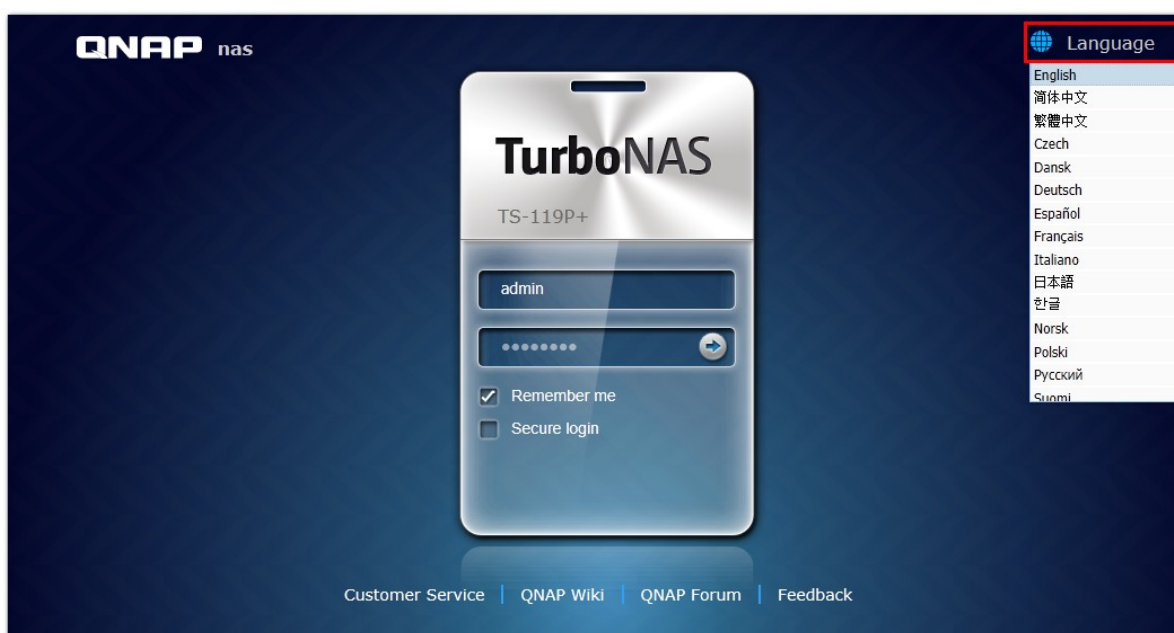 QNAP nas
Language
English
简体中文
繁體中文
Czech
Dansk
Deutsch
Español
Français
Italiano
日本語
한글
Norsk
Polski
Русский
Suomi
TurboNAS
TS-119P+
admin
Remember me
Secure login
Customer Service | QNAP Wiki | QNAP Forum | Feedback